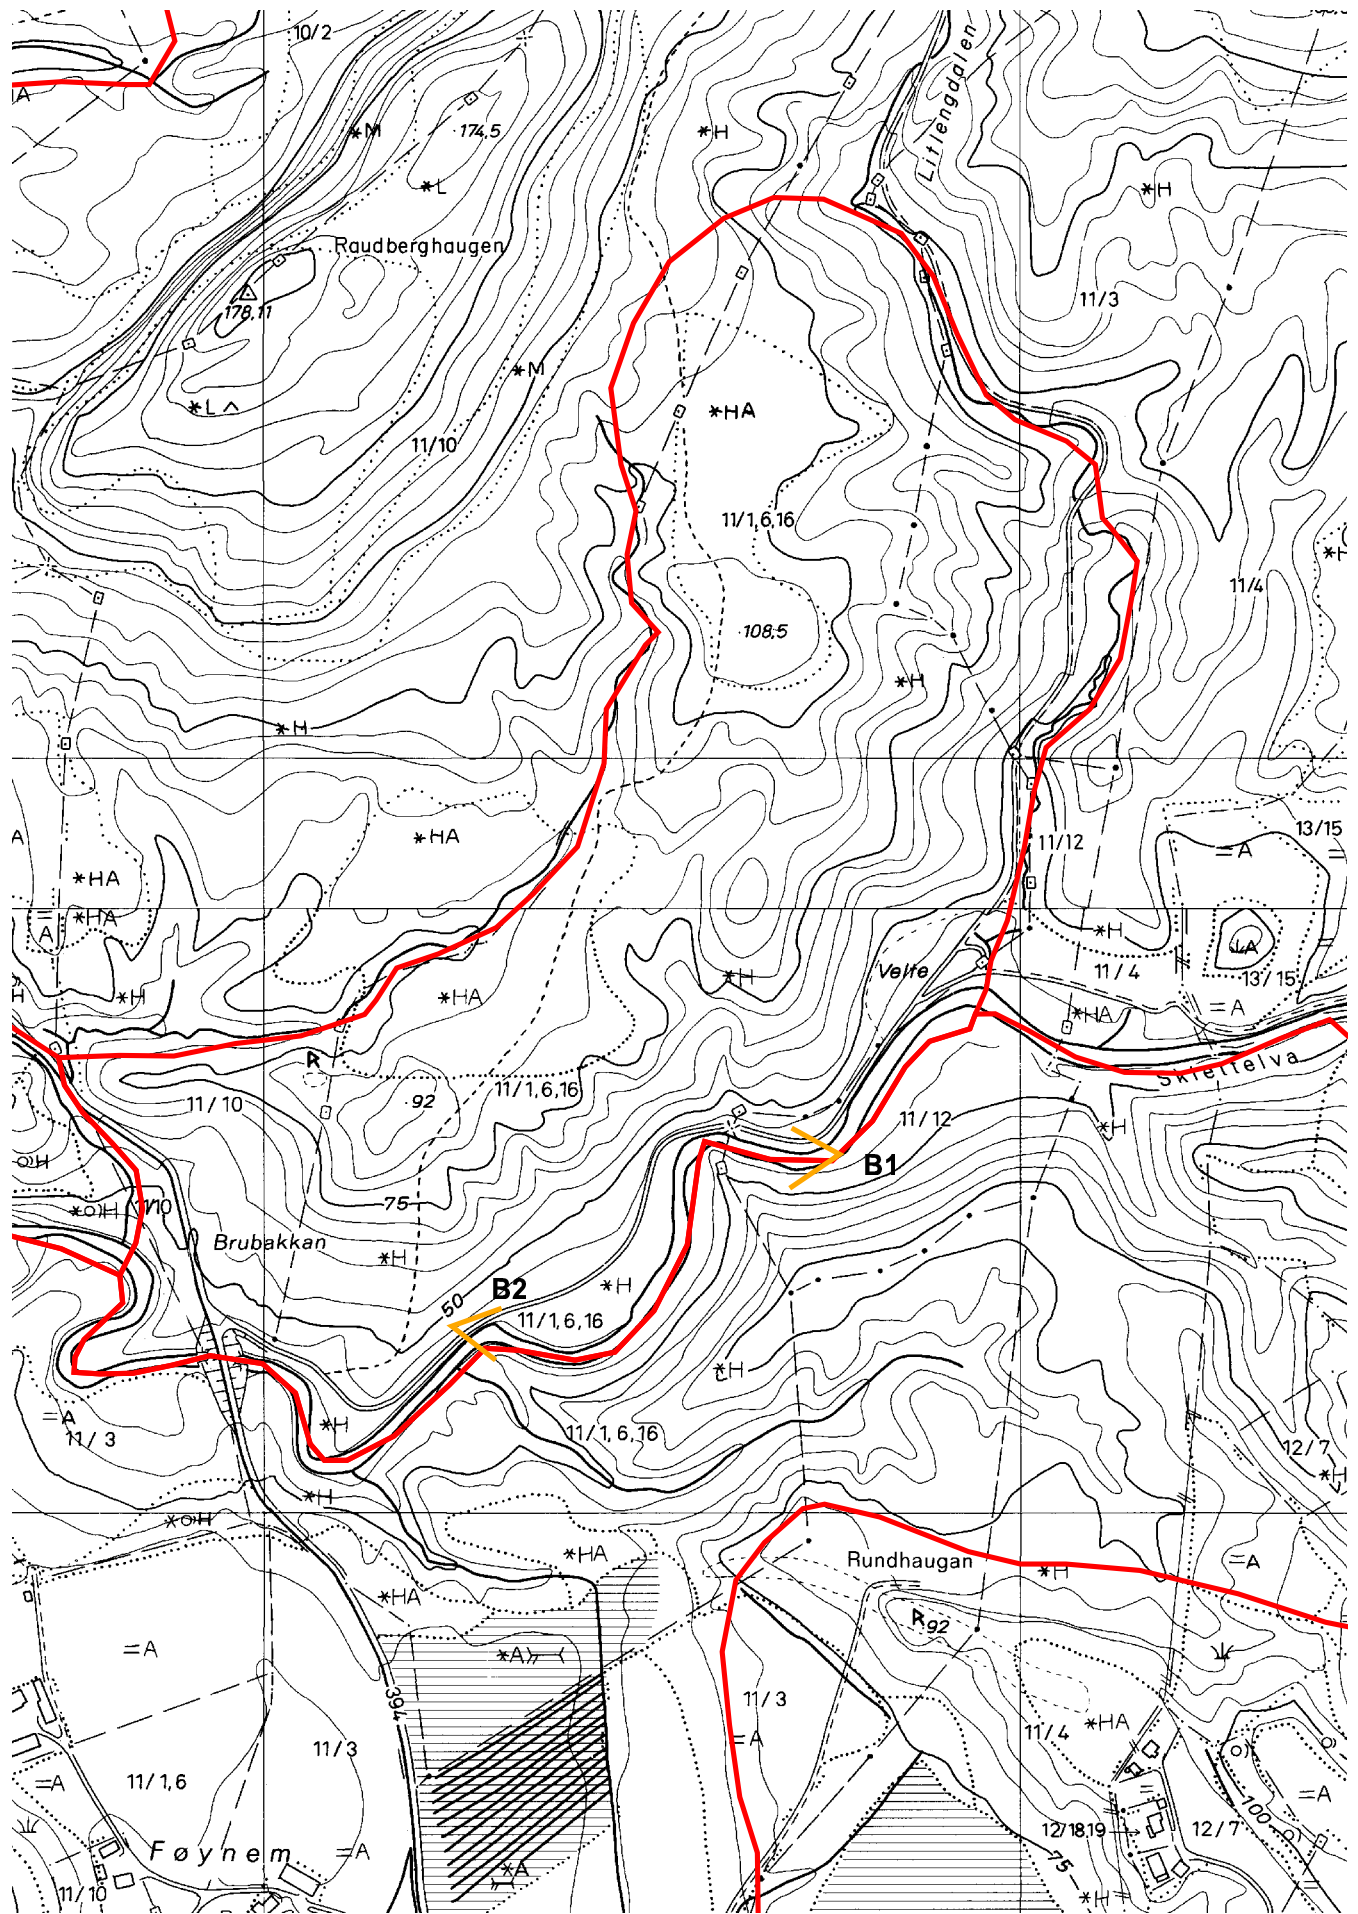 10/2
Litlengdalen
A
174,5
*M
*H
*L
*H
Raudberghaugen
11/3
178,11
*M
*L
*HA
11/10
11/1,6,16
11/4
108,5
*H
*H
13/15
*HA
11/12
=A
A
*HA
*HA
A
*H
A
Velte
*H
11/4
H
*H
*HA
13/15
=A
*HA
R
Skjettelva
11/1,6,16
92
11/10
11/12
*H
B1
H
75
11/10
*H
Brubakkan
*H
B2
*H
50
11/1,6,16
*H
=A
*H
11/3
11/1,6,16
12/7
*H
*H
*H
*HA
Rundhaugan
=A
*H
*HA
R
92
=A
*A
394
11/3
*HA
11/4
11/3
=A
=A
11/1,6
=A
100
12/18,19
12/7
Føynem
=A
75
*A
11/10
*H